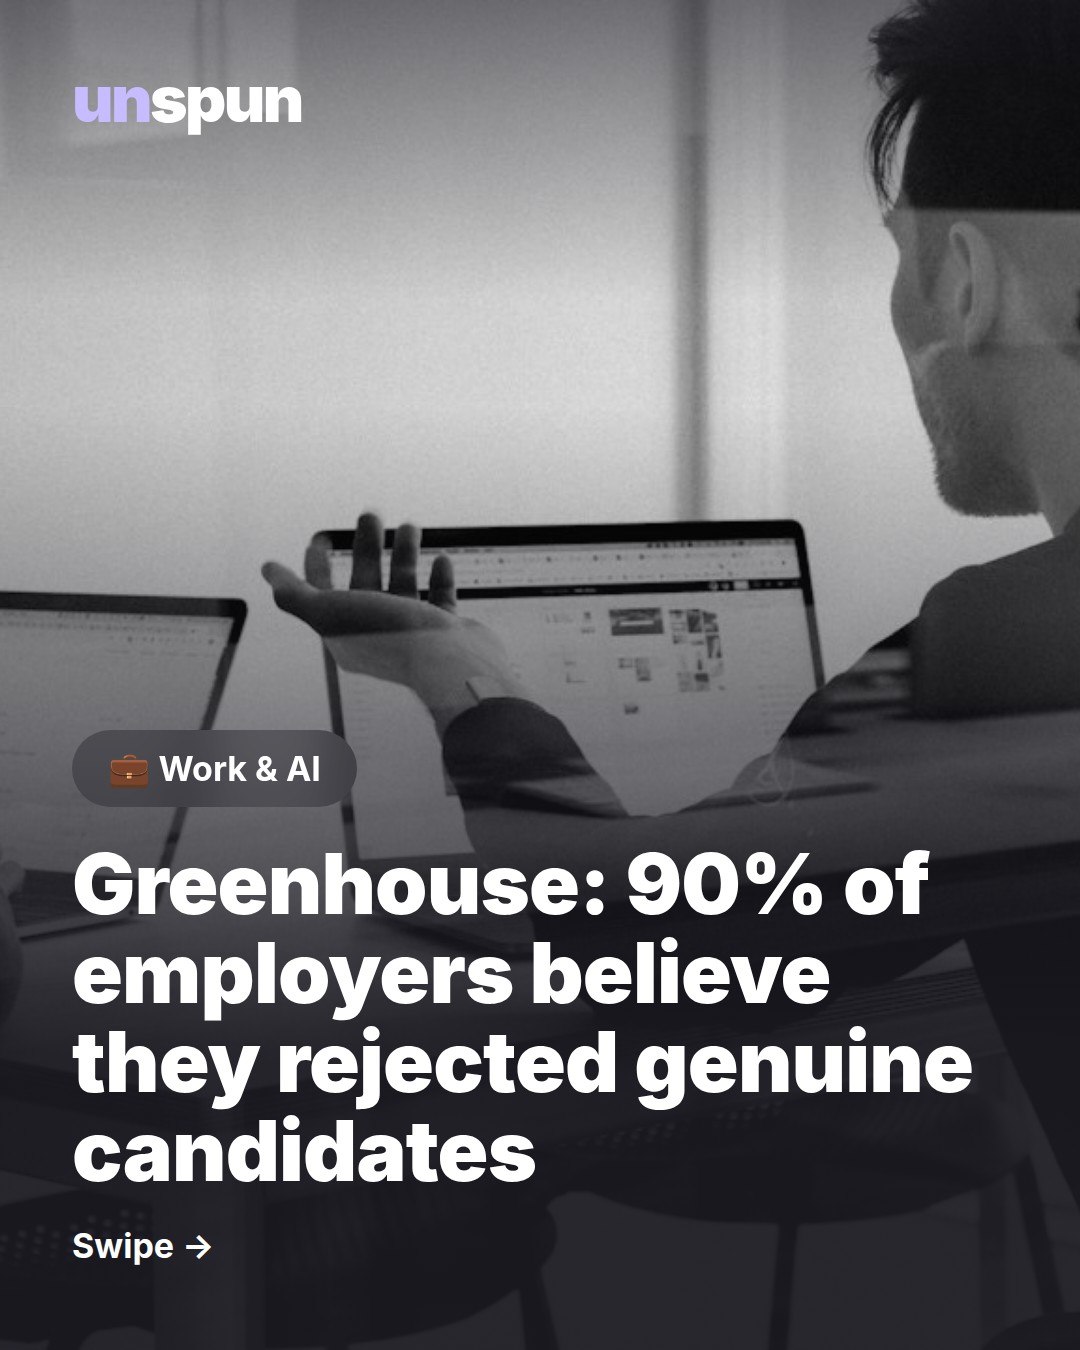 unspun
💼 Work & AI
Greenhouse: 90% of
employers believe
they rejected genuine
candidates
Swipe →